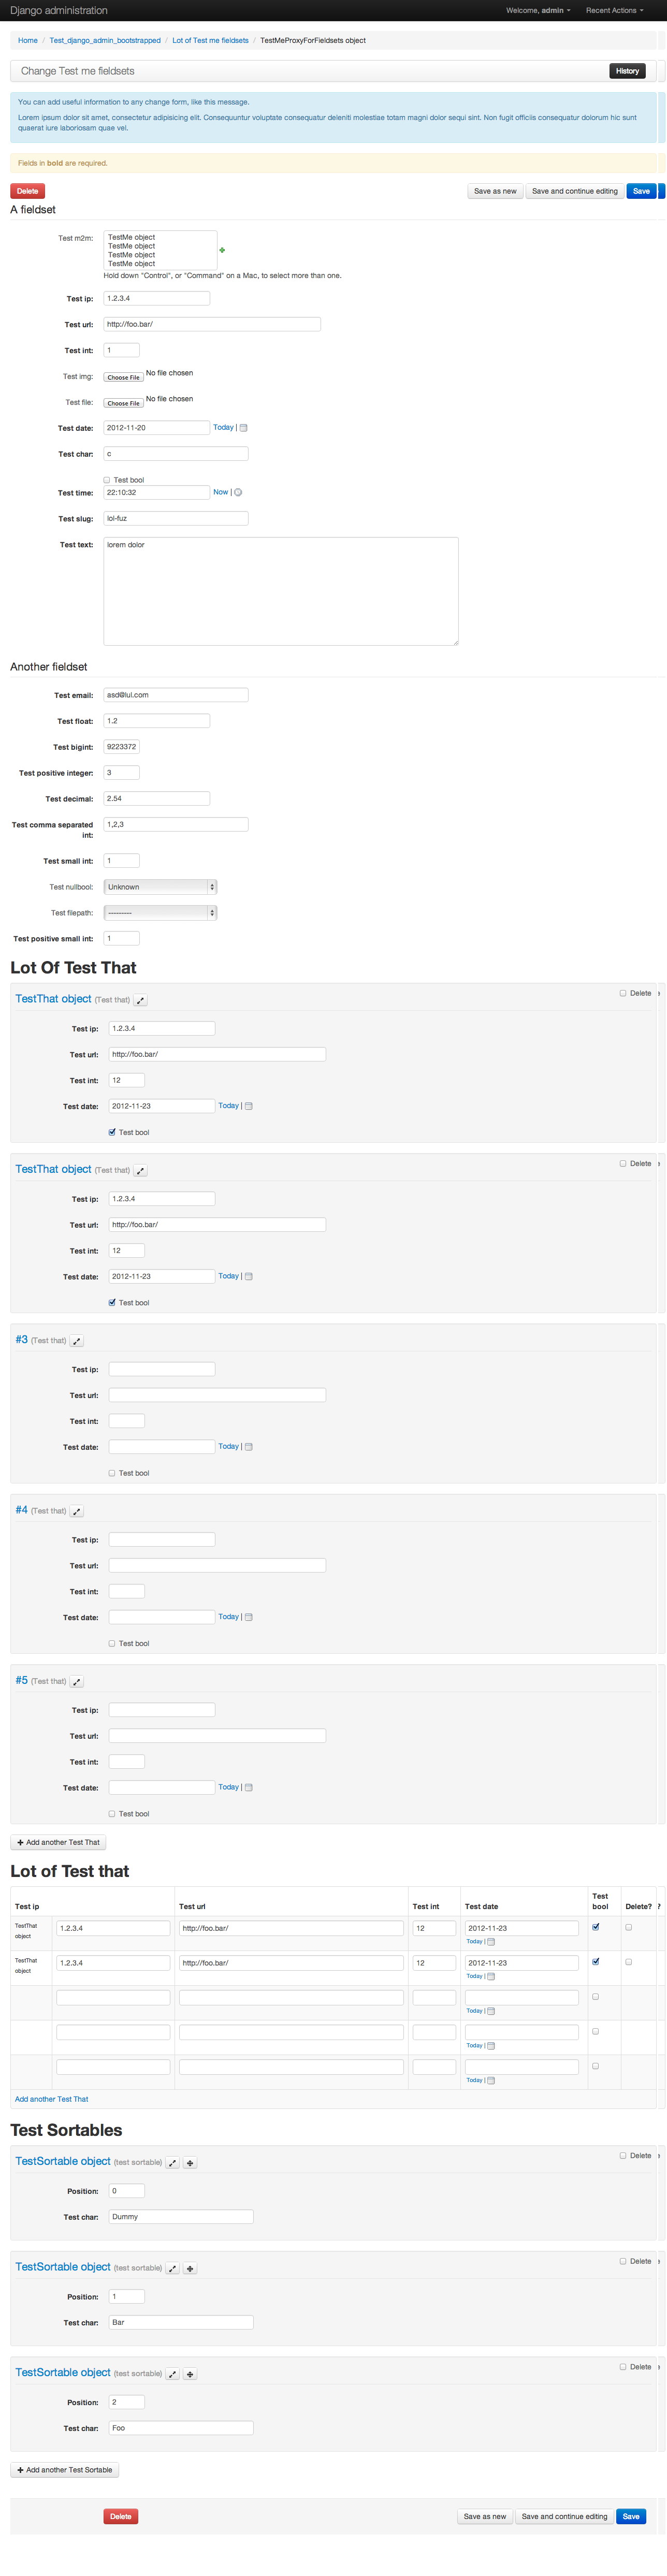 Django administration Welcome, admin Recent Actions
Home / Test_django_admin_bootstrapped / Lot of Test me fieldsets / TestMeProxyForFieldsets object
Change Test me fieldsets History
You can add useful information to any change form, like this message.
Lorem ipsum dolor sit amet, consectetur adipisicing elit. Consequuntur voluptate consequatur deleniti molestiae totam magni dolor sequi sint. Non fugit officiis consequatur dolorum hic sunt
quaerat iure laboriosam quae vel.
Fields in bold are required.
Delete Save as new Save and continue editing Save
A fieldset
Test m2m: TestMe object
TestMe object
TestMe object
TestMe object
Hold down "Control", or "Command" on a Mac, to select more than one.
Test ip: 1.2.3.4
Test url: http://foo.bar/
Test int: 1
Test img: Choose File No file chosen
Test file: Choose File No file chosen
Test date: 2012-11-20 Today |
Test char: c
Test bool
Test time: 22:10:32 Now |
Test slug: lol-fuz
Test text: lorem dolor
Another fieldset
Test email: asd@lul.com
Test float: 1.2
Test bigint: 9223372
Test positive integer: 3
Test decimal: 2.54
Test comma separated 1,2,3
int:
Test small int: 1
Test nullbool: Unknown
Test filepath: ---------
Test positive small int: 1
Lot Of Test That
TestThat object (Test that) Delete
Test ip: 1.2.3.4
Test url: http://foo.bar/
Test int: 12
Test date: 2012-11-23 Today |
Test bool
TestThat object (Test that) Delete
Test ip: 1.2.3.4
Test url: http://foo.bar/
Test int: 12
Test date: 2012-11-23 Today |
Test bool
#3 (Test that)
Test ip:
Test url:
Test int:
Test date: Today |
Test bool
#4 (Test that)
Test ip:
Test url:
Test int:
Test date: Today |
Test bool
#5 (Test that)
Test ip:
Test url:
Test int:
Test date: Today |
Test bool
Add another Test That
Lot of Test that
Test ip Test url Test int Test date Test bool Delete? ?
TestThat object 1.2.3.4 http://foo.bar/ 12 2012-11-23
Today |
TestThat object 1.2.3.4 http://foo.bar/ 12 2012-11-23
Today |
Today |
Today |
Today |
Add another Test That
Test Sortables
TestSortable object (test sortable) Delete
Position: 0
Test char: Dummy
TestSortable object (test sortable) Delete
Position: 1
Test char: Bar
TestSortable object (test sortable) Delete
Position: 2
Test char: Foo
Add another Test Sortable
Delete Save as new Save and continue editing Save